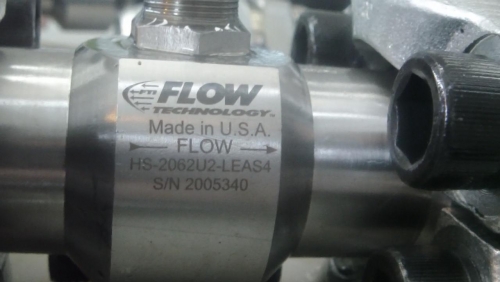 FLOW
TECHNOLOGY
Made in U.S.A.
FLOW
HS-2062U2-LEAS4
S/N 2005340